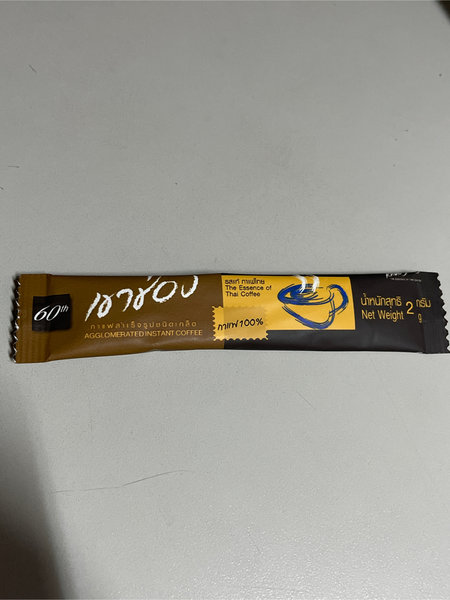 60th
เขาช่อง
กาแฟสำเร็จรูปชนิดเกล็ด
AGGLOMERATED INSTANT COFFEE
รสแท้ กาแฟไทย
The Essence of
Thai Coffee
กาแฟ 100%
น้ำหนักสุทธิ 2 กรัม
Net Weight g